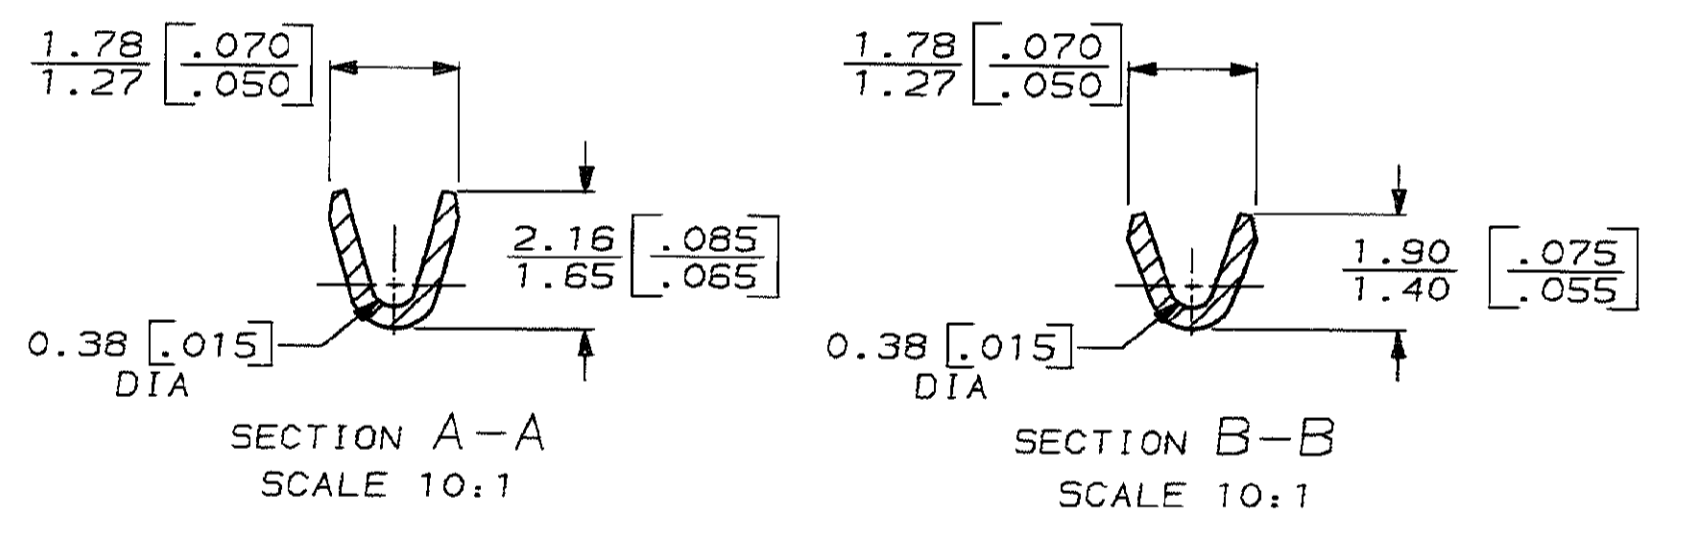 1.78 [.070]
1.27 [.050]
2.16 [.085]
1.65 [.065]
0.38 [.015]
DIA
SECTION A-A
SCALE 10:1
1.78 [.070]
1.27 [.050]
1.90 [.075]
1.40 [.055]
0.38 [.015]
DIA
SECTION B-B
SCALE 10:1